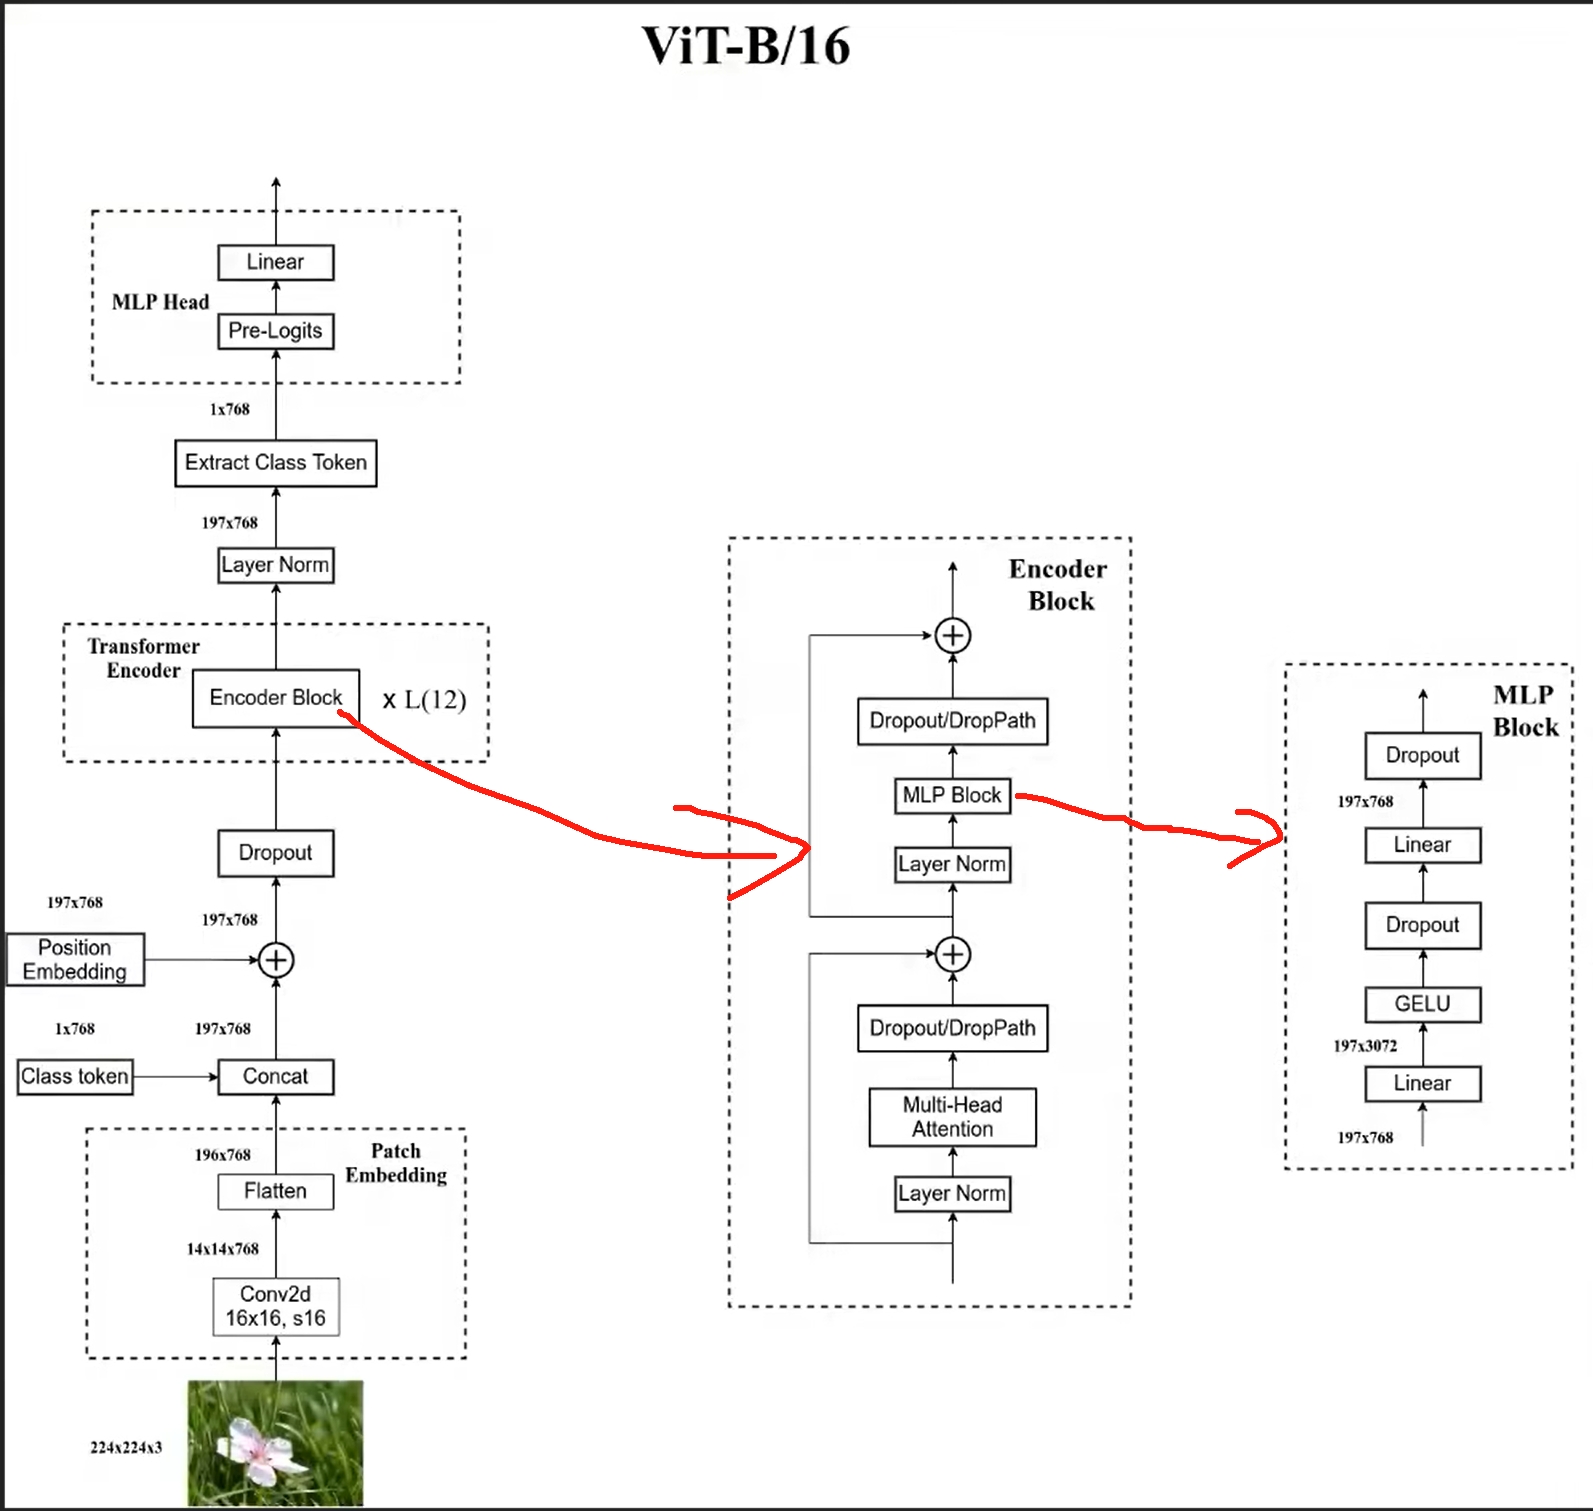 ViT-B/16
Linear
MLP Head
Pre-Logits
1x768
Extract Class Token
197x768
Layer Norm
Transformer
Encoder
Encoder Block
x L(12)
Dropout
197x768
197x768
Position
Embedding
1x768
197x768
Class token
Concat
196x768
Patch
Embedding
Flatten
14x14x768
Conv2d
16x16, s16
224x224x3
Encoder
Block
Dropout/DropPath
MLP Block
Layer Norm
Dropout/DropPath
Multi-Head
Attention
Layer Norm
MLP
Block
Dropout
197x768
Linear
Dropout
GELU
197x3072
Linear
197x768